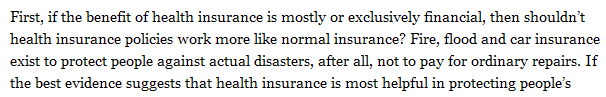 First, if the benefit of health insurance is mostly or exclusively financial, then shouldn’t
health insurance policies work more like normal insurance? Fire, flood and car insurance
exist to protect people against actual disasters, after all, not to pay for ordinary repairs. If
the best evidence suggests that health insurance is most helpful in protecting people’s